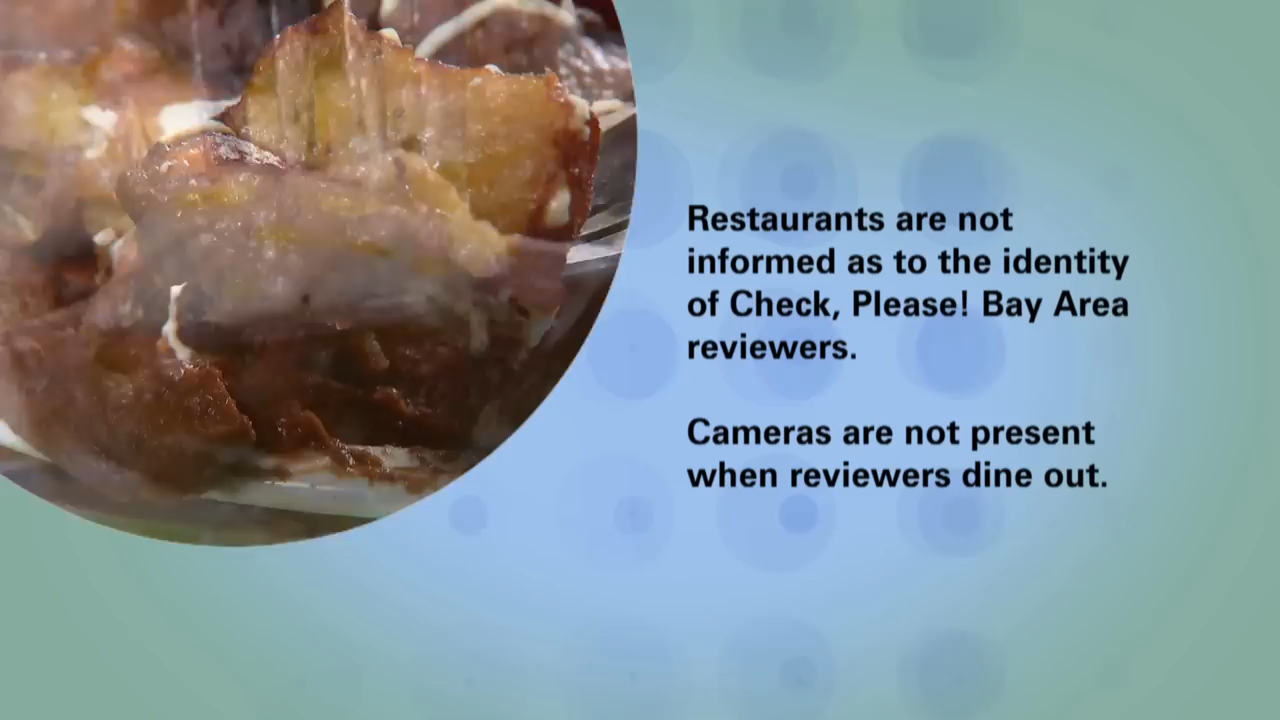 Restaurants are not
informed as to the identity
of Check, Please! Bay Area
reviewers.
Cameras are not present
when reviewers dine out.